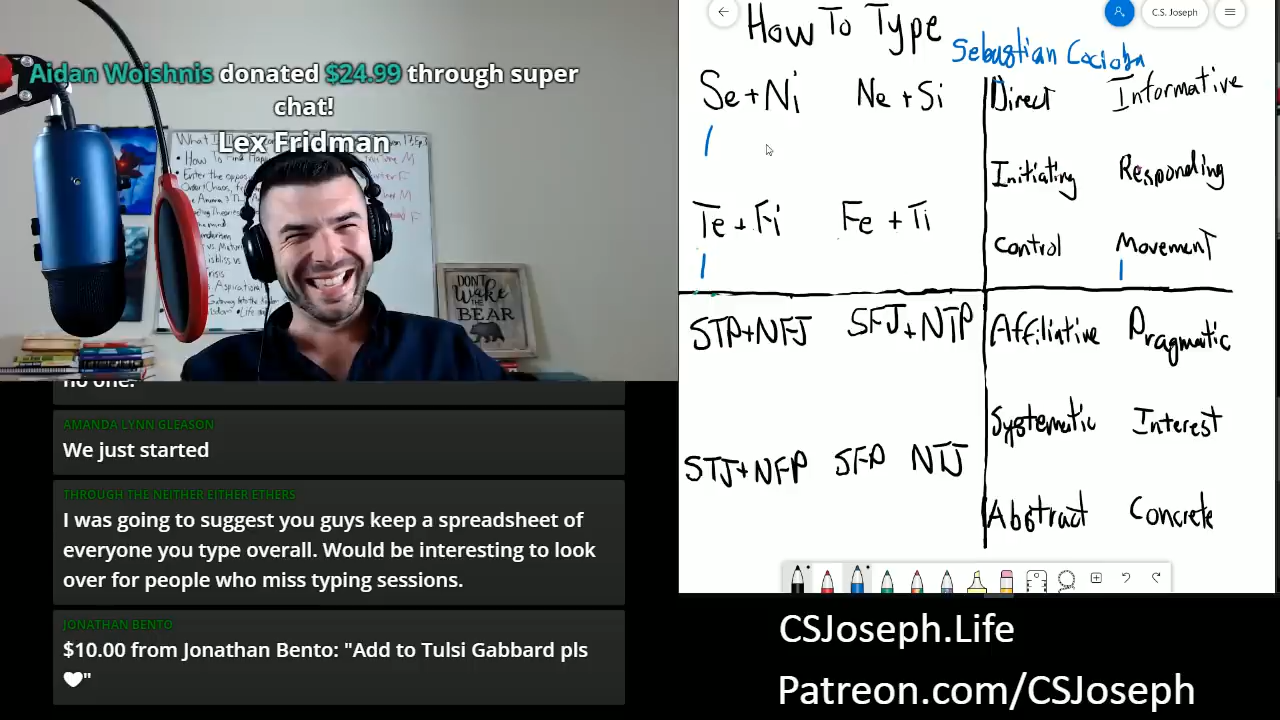 Aidan Woishnis donated $24.99 through super
chat!
Lex Fridman
DON'T
Wake
THE
BEAR
no one!
AMANDA LYNN GLEASON
We just started
THROUGH THE NEITHER EITHER ETHERS
I was going to suggest you guys keep a spreadsheet of
everyone you type overall. Would be interesting to look
over for people who miss typing sessions.
JONATHAN BENTO
$10.00 from Jonathan Bento: "Add to Tulsi Gabbard pls
🤍"
C.S. Joseph
How To Type
Sebastian Cocioba
Se + Ni Ne + Si Direct Informative
Initiating Responding
Te + Fi Fe + Ti Control Movement
STP + NFJ SFJ + NTP Affiliative Pragmatic
Systematic Interest
STJ + NFP SFP NTJ
Abstract Concrete
CSJoseph.Life
Patreon.com/CSJoseph